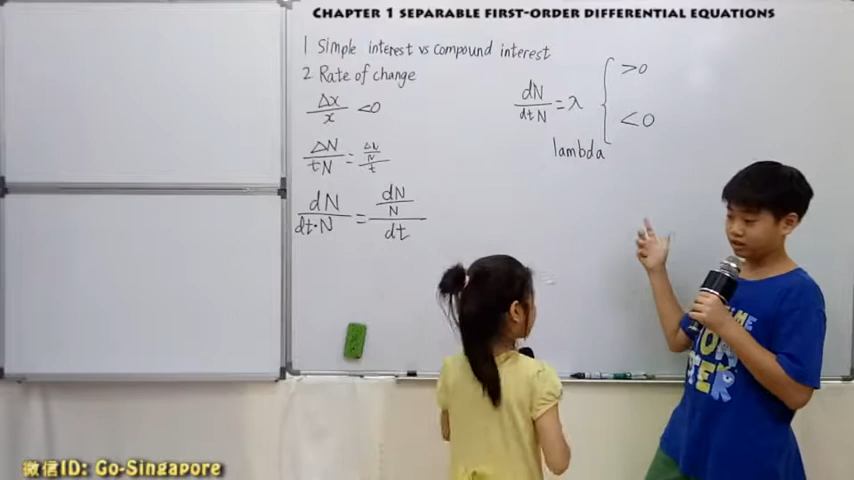 CHAPTER 1 SEPARABLE FIRST-ORDER DIFFERENTIAL EQUATIONS
1 Simple interest vs compound interest
2 Rate of change
Δx/x <0
ΔN/tN = (ΔN/N)/t
dN/dt·N = (dN/N)/dt
dN/dtN = λ { >0
<0
lambda
微信ID: Go-Singapore